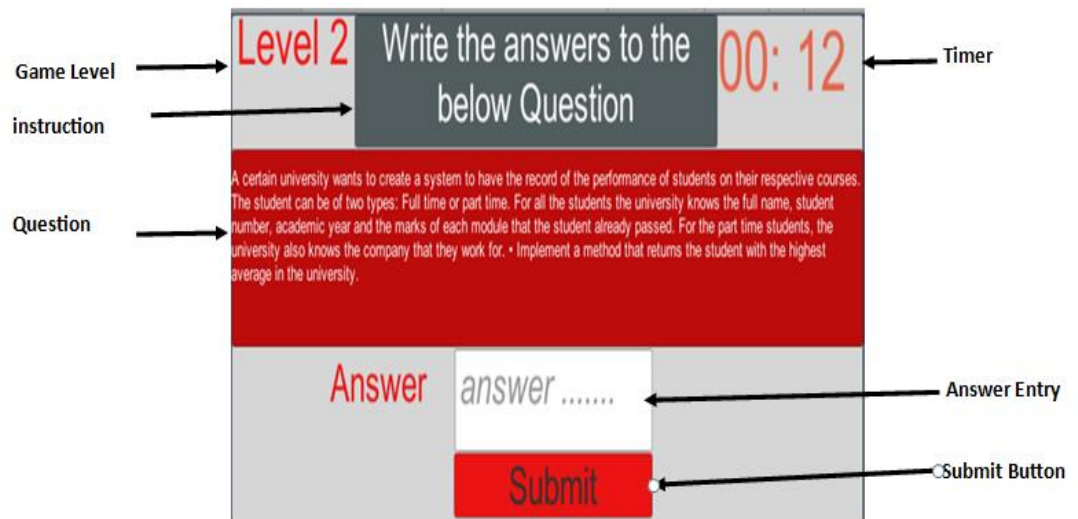 Game Level
instruction
Question
Level 2
Write the answers to the
below Question
00: 12
Timer
A certain university wants to create a system to have the record of the performance of students on their respective courses.
The student can be of two types: Full time or part time. For all the students the university knows the full name, student
number, academic year and the marks of each module that the student already passed. For the part time students, the
university also knows the company that they work for. • Implement a method that returns the student with the highest
average in the university.
Answer
answer .......
Submit
Answer Entry
Submit Button